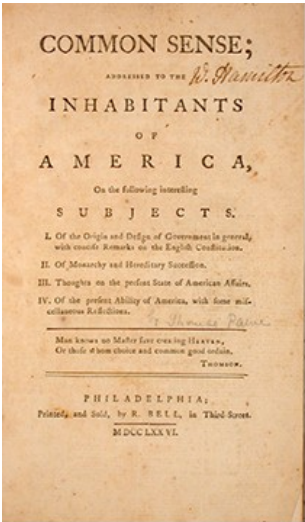 COMMON SENSE;
ADDRESSED TO THE
W. Hamilton
INHABITANTS
OF
AMERICA,
On the following interesting
SUBJECTS.
I. Of the Origin and Design of Government in general,
with concise Remarks on the English Constitution.
II. Of Monarchy and Hereditary Succession.
III. Thoughts on the present State of American Affairs.
IV. Of the present Ability of America, with some mis-
cellaneous Reflections.
by Thomas Paine
Man knows no Master save creating HEAVEN,
Or those whom choice and common good ordain.
THOMSON.
PHILADELPHIA;
Printed, and Sold, by R. BELL, in Third-Street.
MDCCLXXVI.